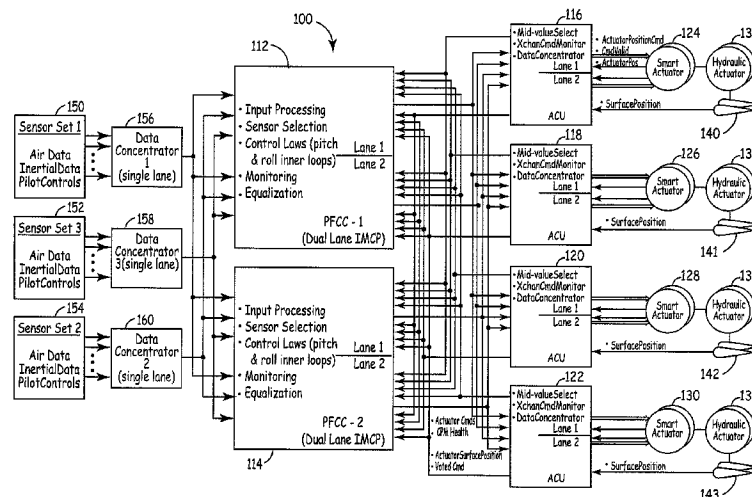 100
150
Sensor Set 1
Air Data
InertialData
PilotControls
156
Data
Concentrator
1
(single lane)
152
Sensor Set 3
Air Data
InertialData
PilotControls
158
Data
Concentrator
3(single lane)
154
Sensor Set 2
Air Data
InertialData
PilotControls
160
Data
Concentrator
2
(single lane)
112
• Input Processing
• Sensor Selection
• Control Laws (pitch
& roll inner loops)
Lane 1
Lane 2
• Monitoring
• Equalization
PFCC - 1
(Dual Lane IMCP)
• Input Processing
• Sensor Selection
• Control Laws (pitch
& roll inner loops)
Lane 1
Lane 2
• Monitoring
• Equalization
PFCC - 2
(Dual Lane IMCP)
114
• Actuator Cmds
• CPM Health
• ActuatorSurfacePosition
• Voted Cmd
116
• Mid-valueSelect
• XchanCmdMonitor
• DataConcentrator
Lane 1
Lane 2
ACU
• ActuatorPositionCmd
• CmdValid
• ActuatorPos
• SurfacePosition
124
Smart
Actuator
Hydraulic
Actuator
140
118
• Mid-valueSelect
• XchanCmdMonitor
• DataConcentrator
Lane 1
Lane 2
ACU
• SurfacePosition
126
Smart
Actuator
Hydraulic
Actuator
141
120
• Mid-valueSelect
• XchanCmdMonitor
• DataConcentrator
Lane 1
Lane 2
ACU
• SurfacePosition
128
Smart
Actuator
Hydraulic
Actuator
142
122
• Mid-valueSelect
• XchanCmdMonitor
• DataConcentrator
Lane 1
Lane 2
ACU
• SurfacePosition
130
Smart
Actuator
Hydraulic
Actuator
143